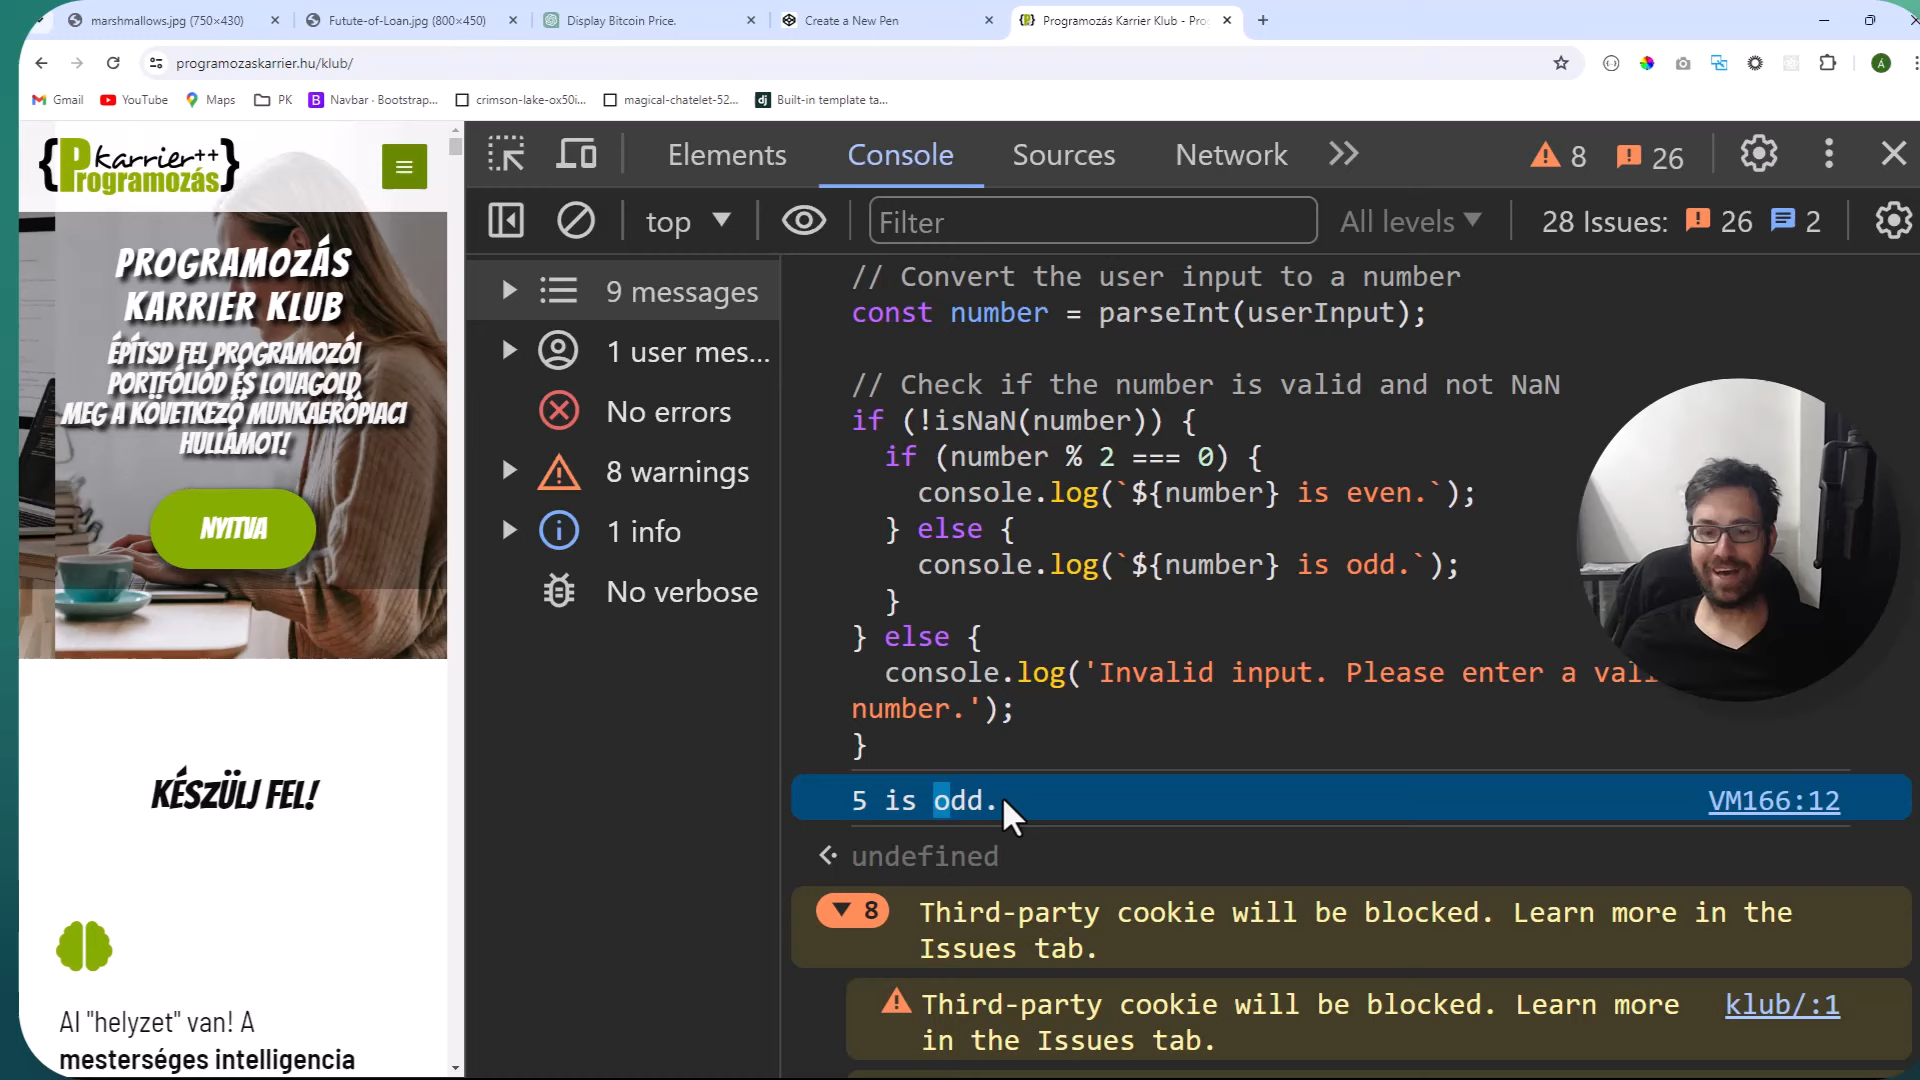 marshmallows.jpg (750×430)
Futute-of-Loan.jpg (800×450)
Display Bitcoin Price.
Create a New Pen
Programozás Karrier Klub - Pro
programozaskarrier.hu/klub/
Á
Gmail
YouTube
Maps
PK
Navbar · Bootstrap...
crimson-lake-ox50i...
magical-chatelet-52...
Built-in template ta...
{Karrier++
Programozás}
PROGRAMOZÁS
KARRIER KLUB
ÉPÍTSD FEL PROGRAMOZÓI
PORTFÓLIÓD ÉS LOVAGOLD
MEG A KÖVETKEZŐ MUNKAERŐPIACI
HULLÁMOT!
NYITVA
KÉSZÜLJ FEL!
AI "helyzet" van! A
mesterséges intelligencia
Elements
Console
Sources
Network
8
26
top
Filter
All levels
28 Issues: 26 2
9 messages
1 user mes...
No errors
8 warnings
1 info
No verbose
// Convert the user input to a number
const number = parseInt(userInput);
// Check if the number is valid and not NaN
if (!isNaN(number)) {
if (number % 2 === 0) {
console.log(`${number} is even.`);
} else {
console.log(`${number} is odd.`);
}
} else {
console.log('Invalid input. Please enter a vali
number.');
}
5 is odd.
VM166:12
undefined
8
Third-party cookie will be blocked. Learn more in the
Issues tab.
Third-party cookie will be blocked. Learn more
in the Issues tab.
klub/:1